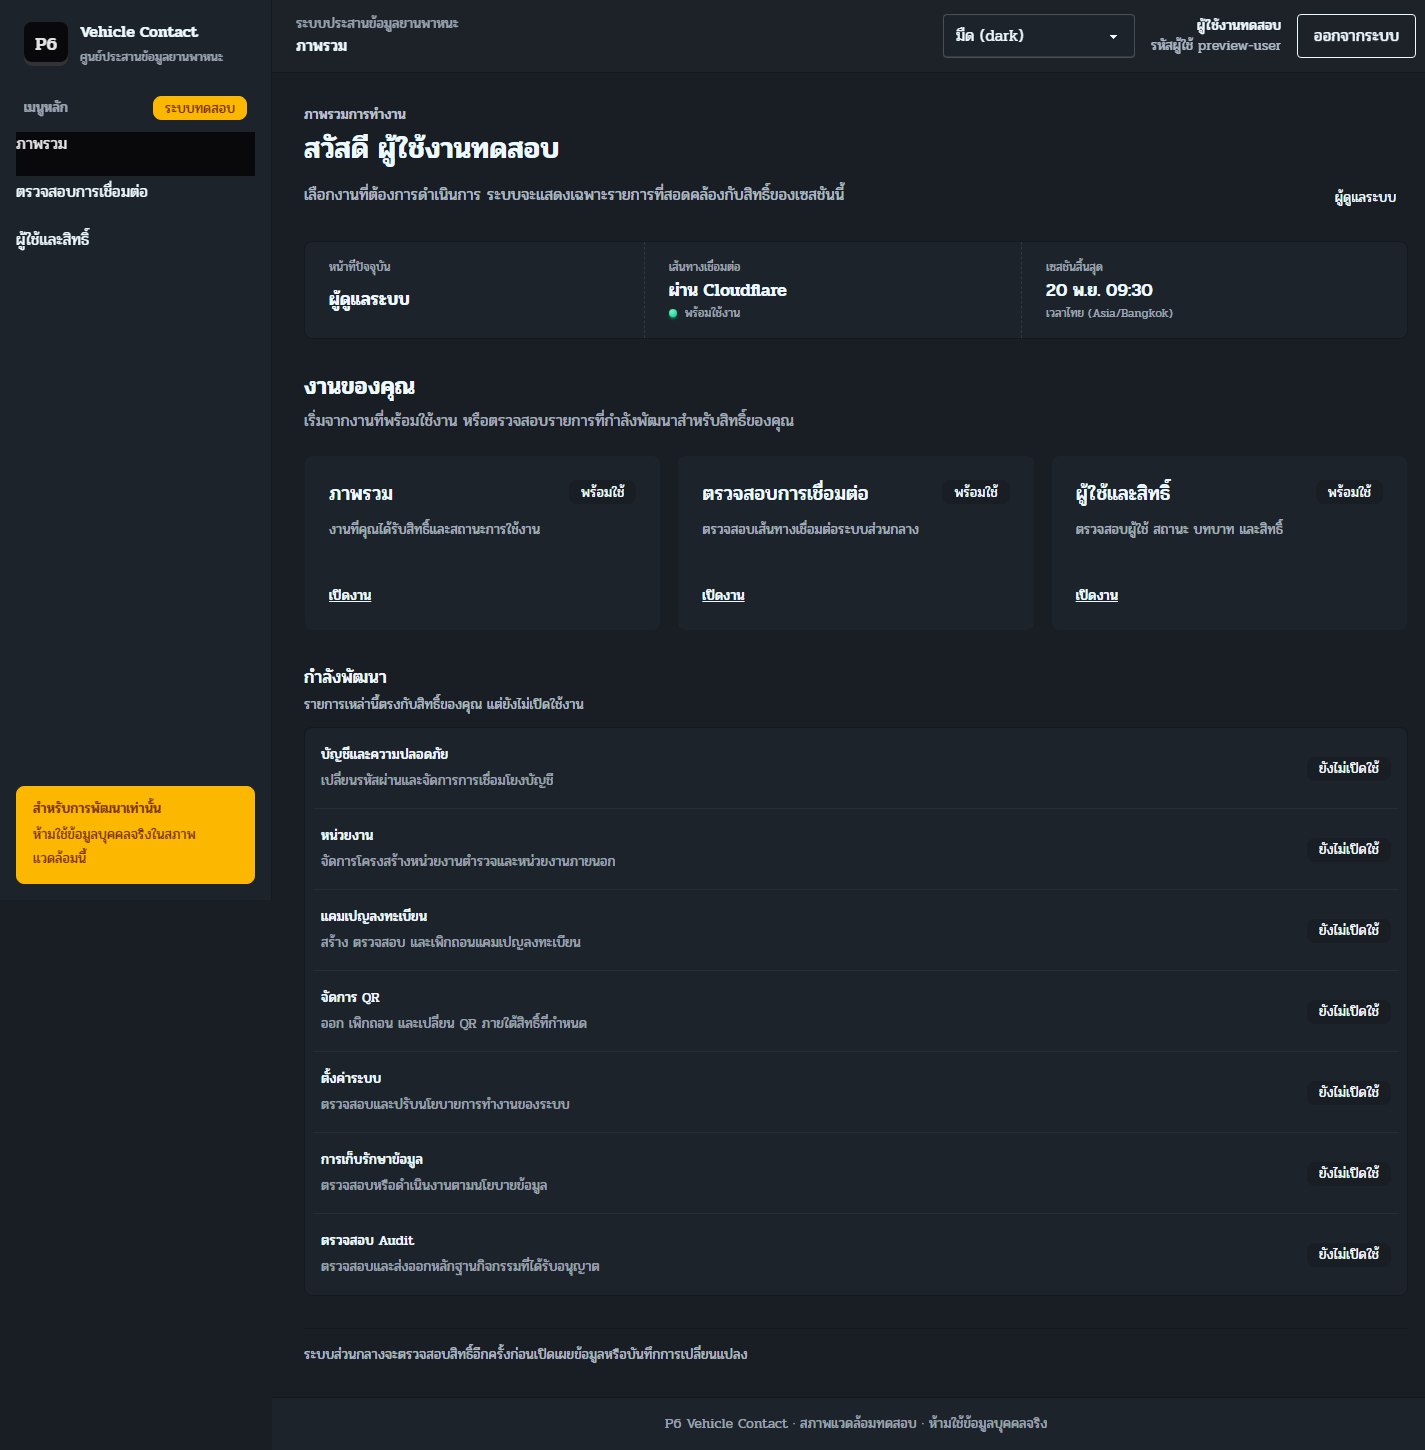 P6
Vehicle Contact
ศูนย์ประสานข้อมูลยานพาหนะ
เมนูหลัก
ระบบทดสอบ
ภาพรวม
ตรวจสอบการเชื่อมต่อ
ผู้ใช้และสิทธิ์
สำหรับการพัฒนาเท่านั้น
ห้ามใช้ข้อมูลบุคคลจริงในสภาพ
แวดล้อมนี้
ระบบประสานข้อมูลยานพาหนะ
ภาพรวม
มืด (dark)
ผู้ใช้งานทดสอบ
รหัสผู้ใช้ preview-user
ออกจากระบบ
ภาพรวมการทำงาน
สวัสดี ผู้ใช้งานทดสอบ
เลือกงานที่ต้องการดำเนินการ ระบบจะแสดงเฉพาะรายการที่สอดคล้องกับสิทธิ์ของเซสชันนี้
ผู้ดูแลระบบ
หน้าที่ปัจจุบัน
ผู้ดูแลระบบ
เส้นทางเชื่อมต่อ
ผ่าน Cloudflare
พร้อมใช้งาน
เซสชันสิ้นสุด
20 พ.ย. 09:30
เวลาไทย (Asia/Bangkok)
งานของคุณ
เริ่มจากงานที่พร้อมใช้งาน หรือตรวจสอบรายการที่กำลังพัฒนาสำหรับสิทธิ์ของคุณ
ภาพรวม
พร้อมใช้
งานที่คุณได้รับสิทธิ์และสถานะการใช้งาน
เปิดงาน
ตรวจสอบการเชื่อมต่อ
พร้อมใช้
ตรวจสอบเส้นทางเชื่อมต่อระบบส่วนกลาง
เปิดงาน
ผู้ใช้และสิทธิ์
พร้อมใช้
ตรวจสอบผู้ใช้ สถานะ บทบาท และสิทธิ์
เปิดงาน
กำลังพัฒนา
รายการเหล่านี้ตรงกับสิทธิ์ของคุณ แต่ยังไม่เปิดใช้งาน
บัญชีและความปลอดภัย
เปลี่ยนรหัสผ่านและจัดการการเชื่อมโยงบัญชี
ยังไม่เปิดใช้
หน่วยงาน
จัดการโครงสร้างหน่วยงานตำรวจและหน่วยงานภายนอก
ยังไม่เปิดใช้
แคมเปญลงทะเบียน
สร้าง ตรวจสอบ และเพิกถอนแคมเปญลงทะเบียน
ยังไม่เปิดใช้
จัดการ QR
ออก เพิกถอน และเปลี่ยน QR ภายใต้สิทธิ์ที่กำหนด
ยังไม่เปิดใช้
ตั้งค่าระบบ
ตรวจสอบและปรับนโยบายการทำงานของระบบ
ยังไม่เปิดใช้
การเก็บรักษาข้อมูล
ตรวจสอบหรือดำเนินงานตามนโยบายข้อมูล
ยังไม่เปิดใช้
ตรวจสอบ Audit
ตรวจสอบและส่งออกหลักฐานกิจกรรมที่ได้รับอนุญาต
ยังไม่เปิดใช้
ระบบส่วนกลางจะตรวจสอบสิทธิ์อีกครั้งก่อนเปิดเผยข้อมูลหรือบันทึกการเปลี่ยนแปลง
P6 Vehicle Contact · สภาพแวดล้อมทดสอบ · ห้ามใช้ข้อมูลบุคคลจริง